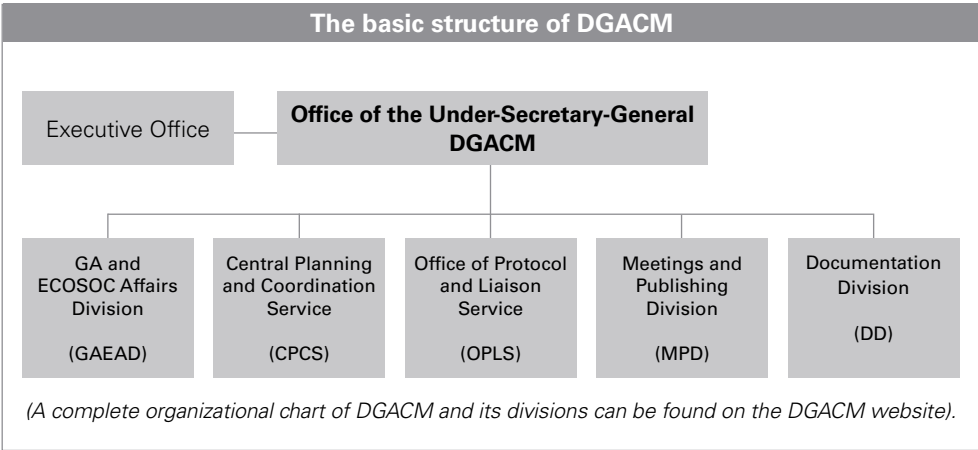 The basic structure of DGACM
Executive Office
Office of the Under-Secretary-General
DGACM
GA and
ECOSOC Affairs
Division
(GAEAD)
Central Planning
and Coordination
Service
(CPCS)
Office of Protocol
and Liaison
Service
(OPLS)
Meetings and
Publishing
Division
(MPD)
Documentation
Division
(DD)
(A complete organizational chart of DGACM and its divisions can be found on the DGACM website).